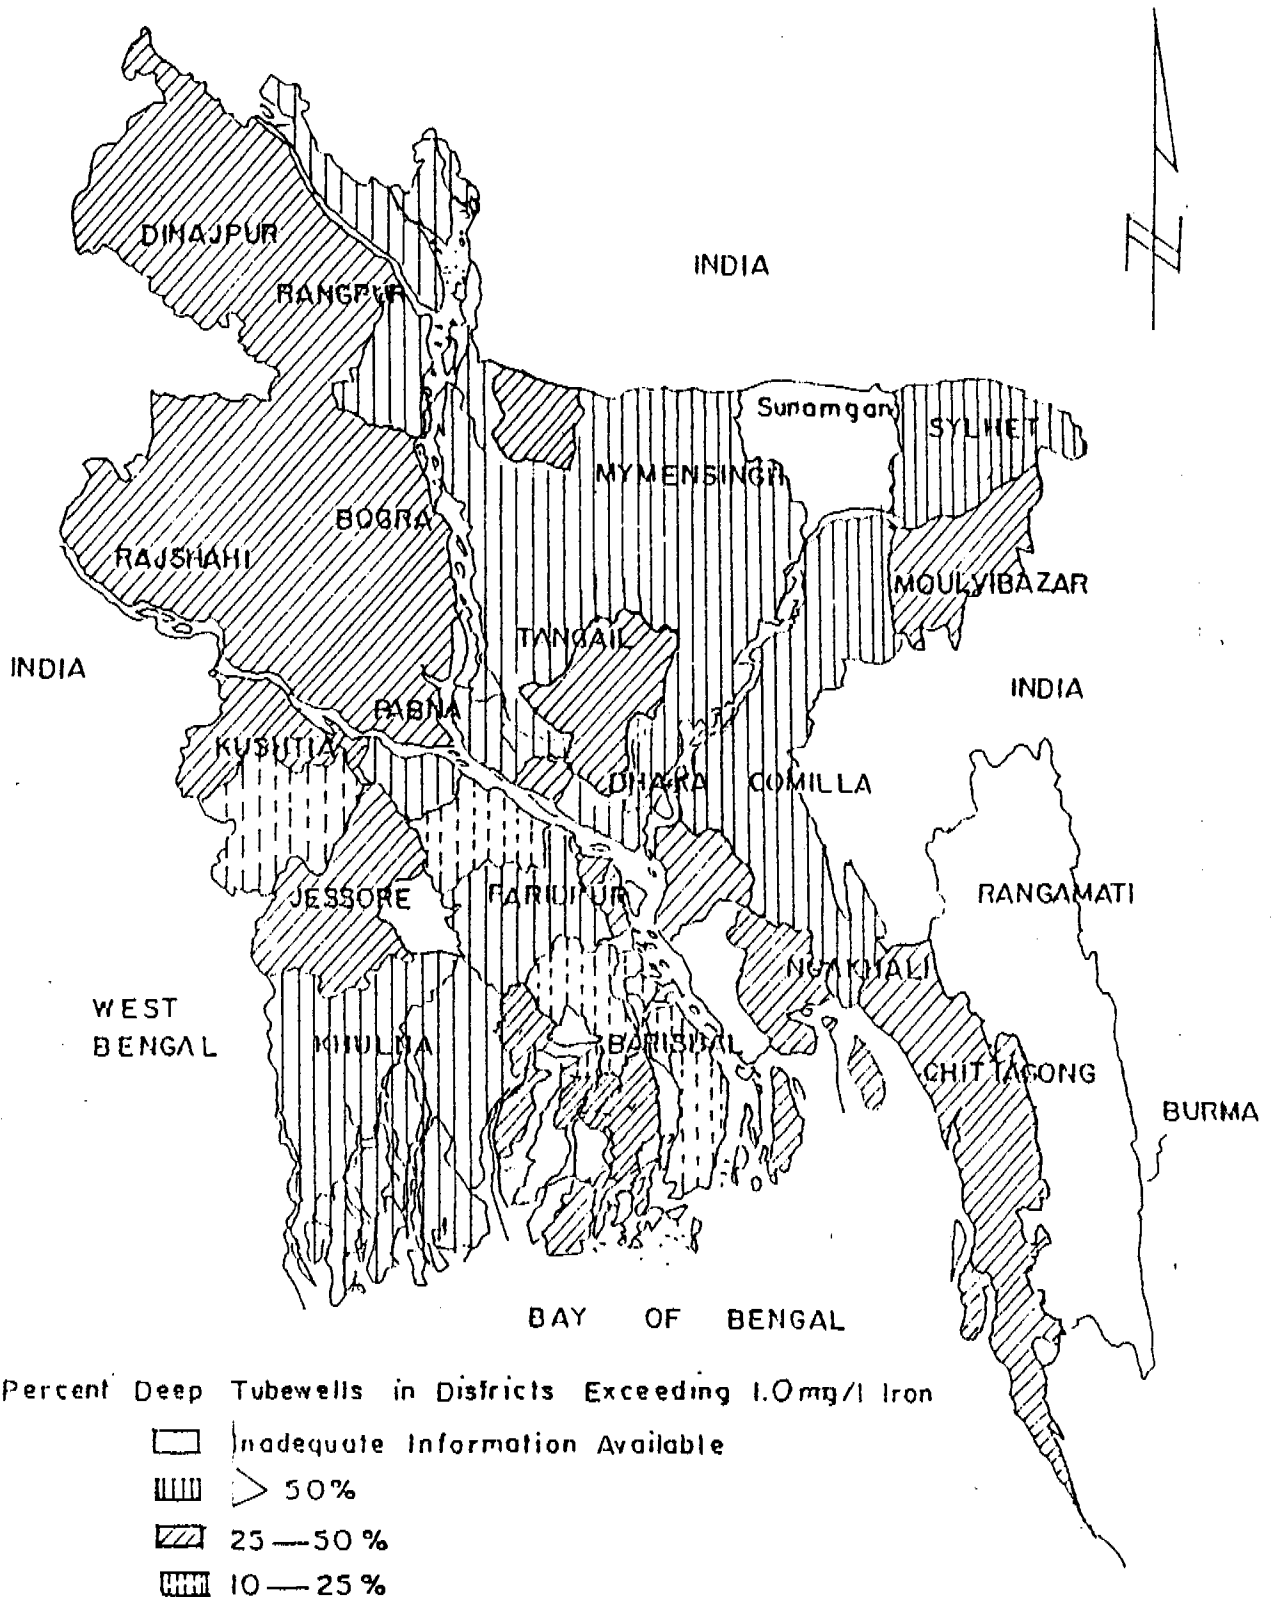 INDIA
DINAJPUR
RANGPUR
Sunamganj
SYLHET
MYMENSINGH
BOGRA
RAJSHAHI
MOULVIBAZAR
TANGAIL
INDIA
INDIA
PABNA
KUSHTIA
DHAKA
COMILLA
JESSORE
FARIDPUR
RANGAMATI
NOAKHALI
WEST
BENGAL
KHULNA
BARISHAL
CHITTAGONG
BURMA
BAY OF BENGAL
Percent Deep Tubewells in Districts Exceeding 1.0mg/l Iron
Inadequate Information Available
> 50%
25—50%
10—25%